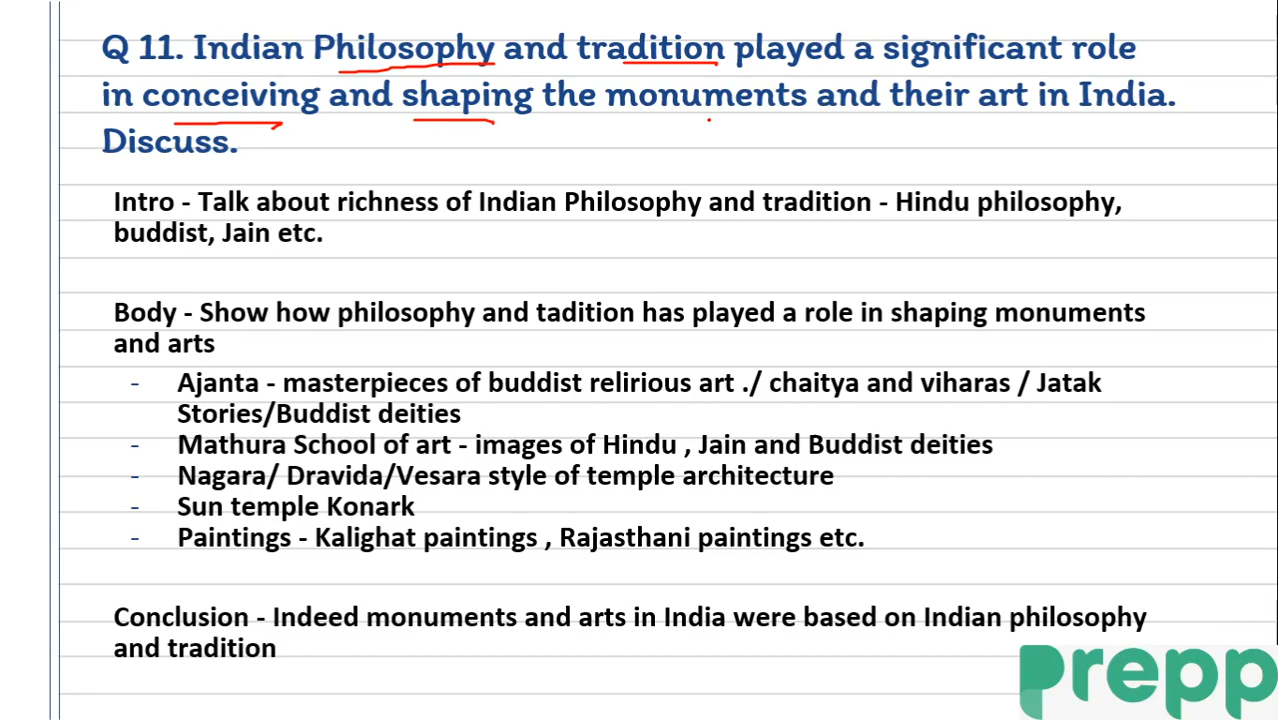 Q 11. Indian Philosophy and tradition played a significant role
in conceiving and shaping the monuments and their art in India.
Discuss.
Intro - Talk about richness of Indian Philosophy and tradition - Hindu philosophy,
buddist, Jain etc.
Body - Show how philosophy and tadition has played a role in shaping monuments
and arts
- Ajanta - masterpieces of buddist relirious art ./ chaitya and viharas / Jatak
Stories/Buddist deities
- Mathura School of art - images of Hindu , Jain and Buddist deities
- Nagara/ Dravida/Vesara style of temple architecture
- Sun temple Konark
- Paintings - Kalighat paintings , Rajasthani paintings etc.
Conclusion - Indeed monuments and arts in India were based on Indian philosophy
and tradition
prepp